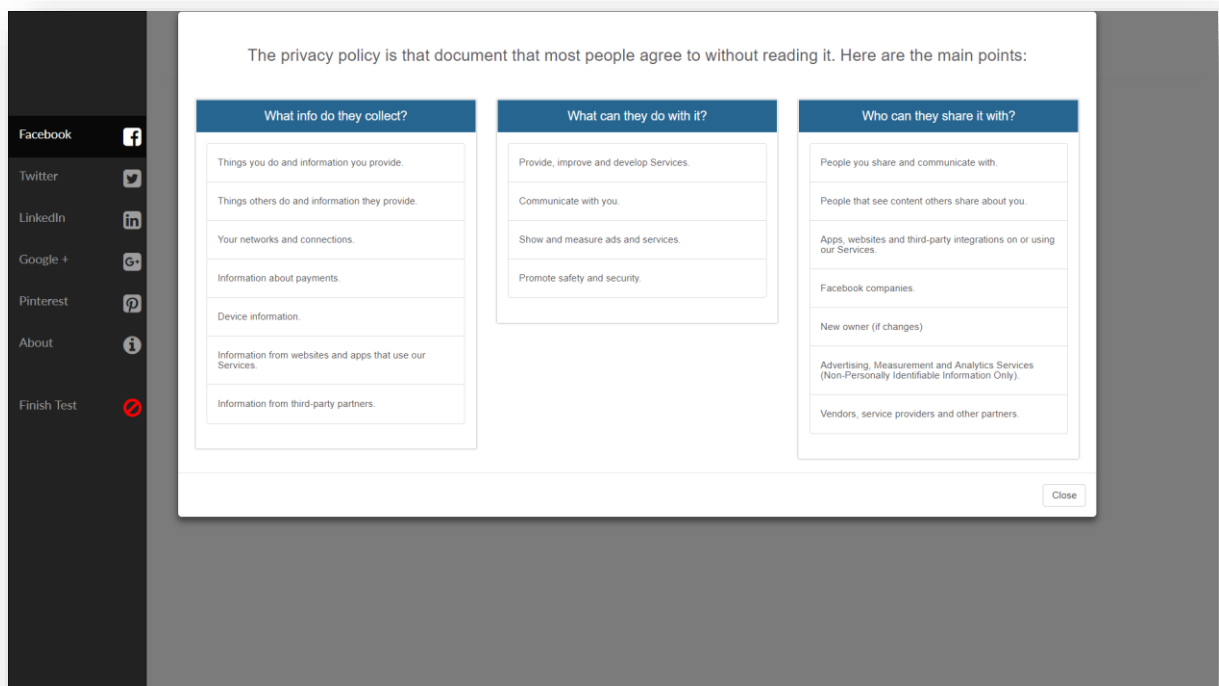 The privacy policy is that document that most people agree to without reading it. Here are the main points:
Facebook
Twitter
LinkedIn
Google +
Pinterest
About
Finish Test
What info do they collect?
Things you do and information you provide.
Things others do and information they provide.
Your networks and connections.
Information about payments.
Device information.
Information from websites and apps that use our
Services.
Information from third-party partners.
What can they do with it?
Provide, improve and develop Services.
Communicate with you.
Show and measure ads and services.
Promote safety and security.
Who can they share it with?
People you share and communicate with.
People that see content others share about you.
Apps, websites and third-party integrations on or using
our Services.
Facebook companies.
New owner (if changes)
Advertising, Measurement and Analytics Services
(Non-Personally Identifiable Information Only).
Vendors, service providers and other partners.
Close